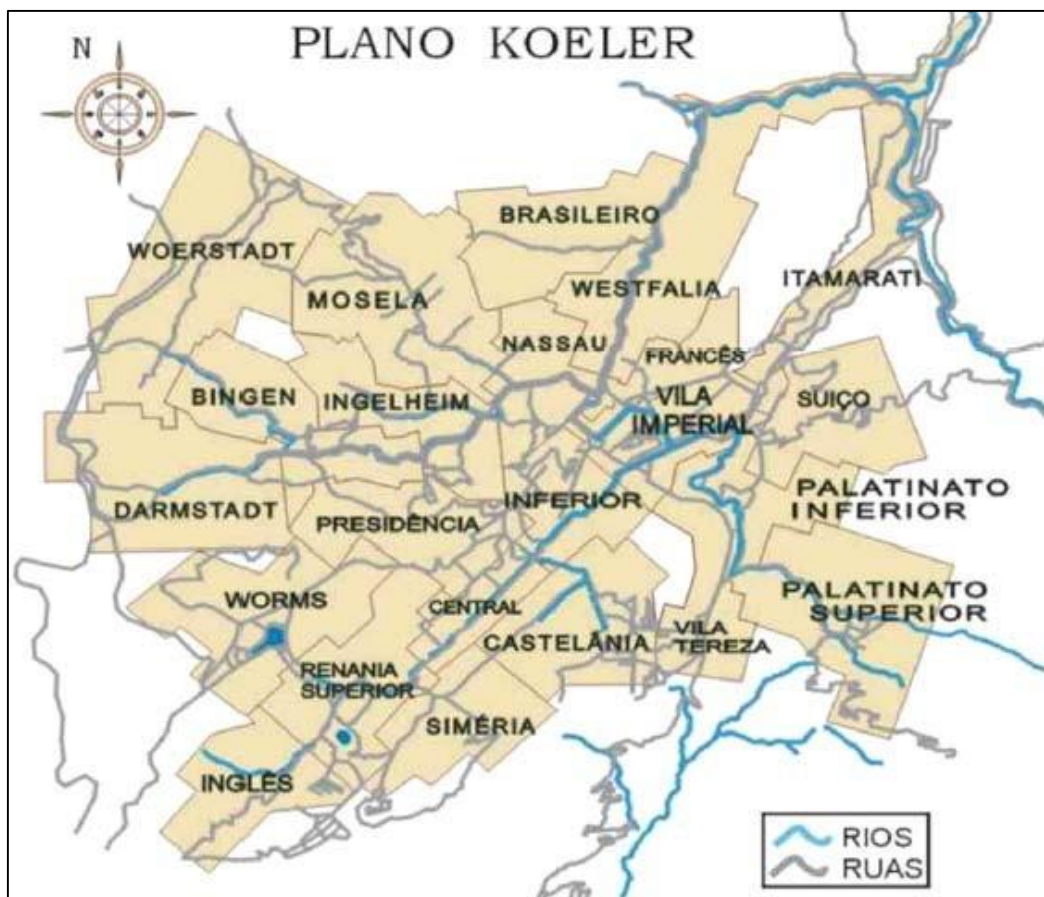 PLANO KOELER
N
BRASILEIRO
WOERSTADT
ITAMARATI
WESTFALIA
MOSELA
NASSAU
FRANCÊS
BINGEN
INGELHEIM
VILA
IMPERIAL
SUIÇO
DARMSTADT
PRESIDÊNCIA
INFERIOR
PALATINATO
INFERIOR
WORMS
CENTRAL
CASTELÂNIA
VILA
TEREZA
PALATINATO
SUPERIOR
RENANIA
SUPERIOR
SIMÉRIA
INGLÊS
RIOS
RUAS